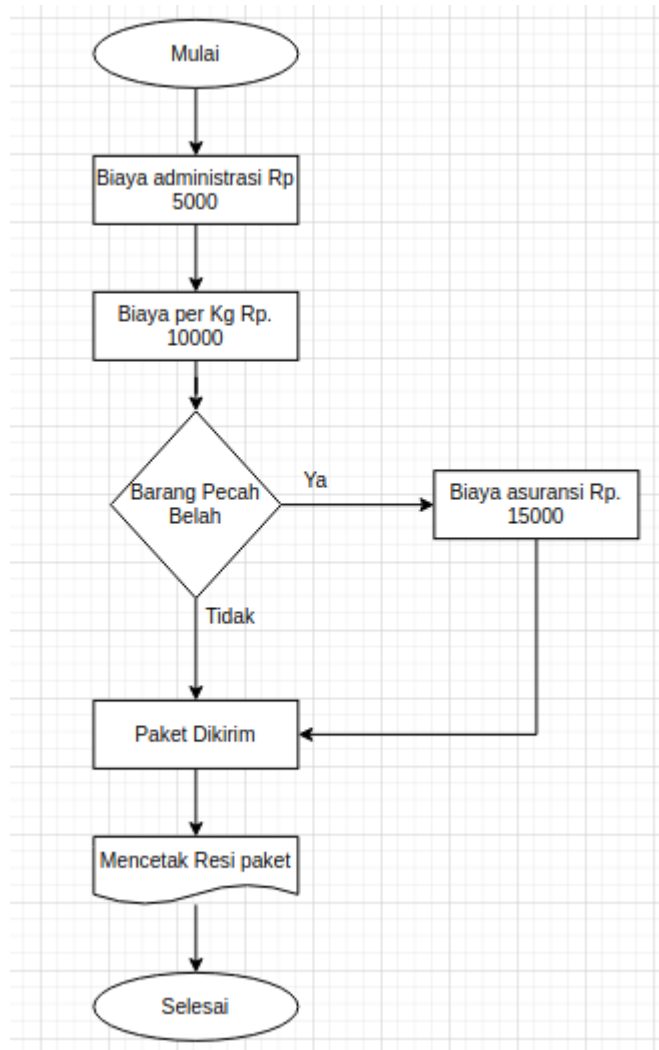 Mulai
Biaya administrasi Rp
5000
Biaya per Kg Rp.
10000
Barang Pecah
Belah
Ya
Biaya asuransi Rp.
15000
Tidak
Paket Dikirim
Mencetak Resi paket
Selesai